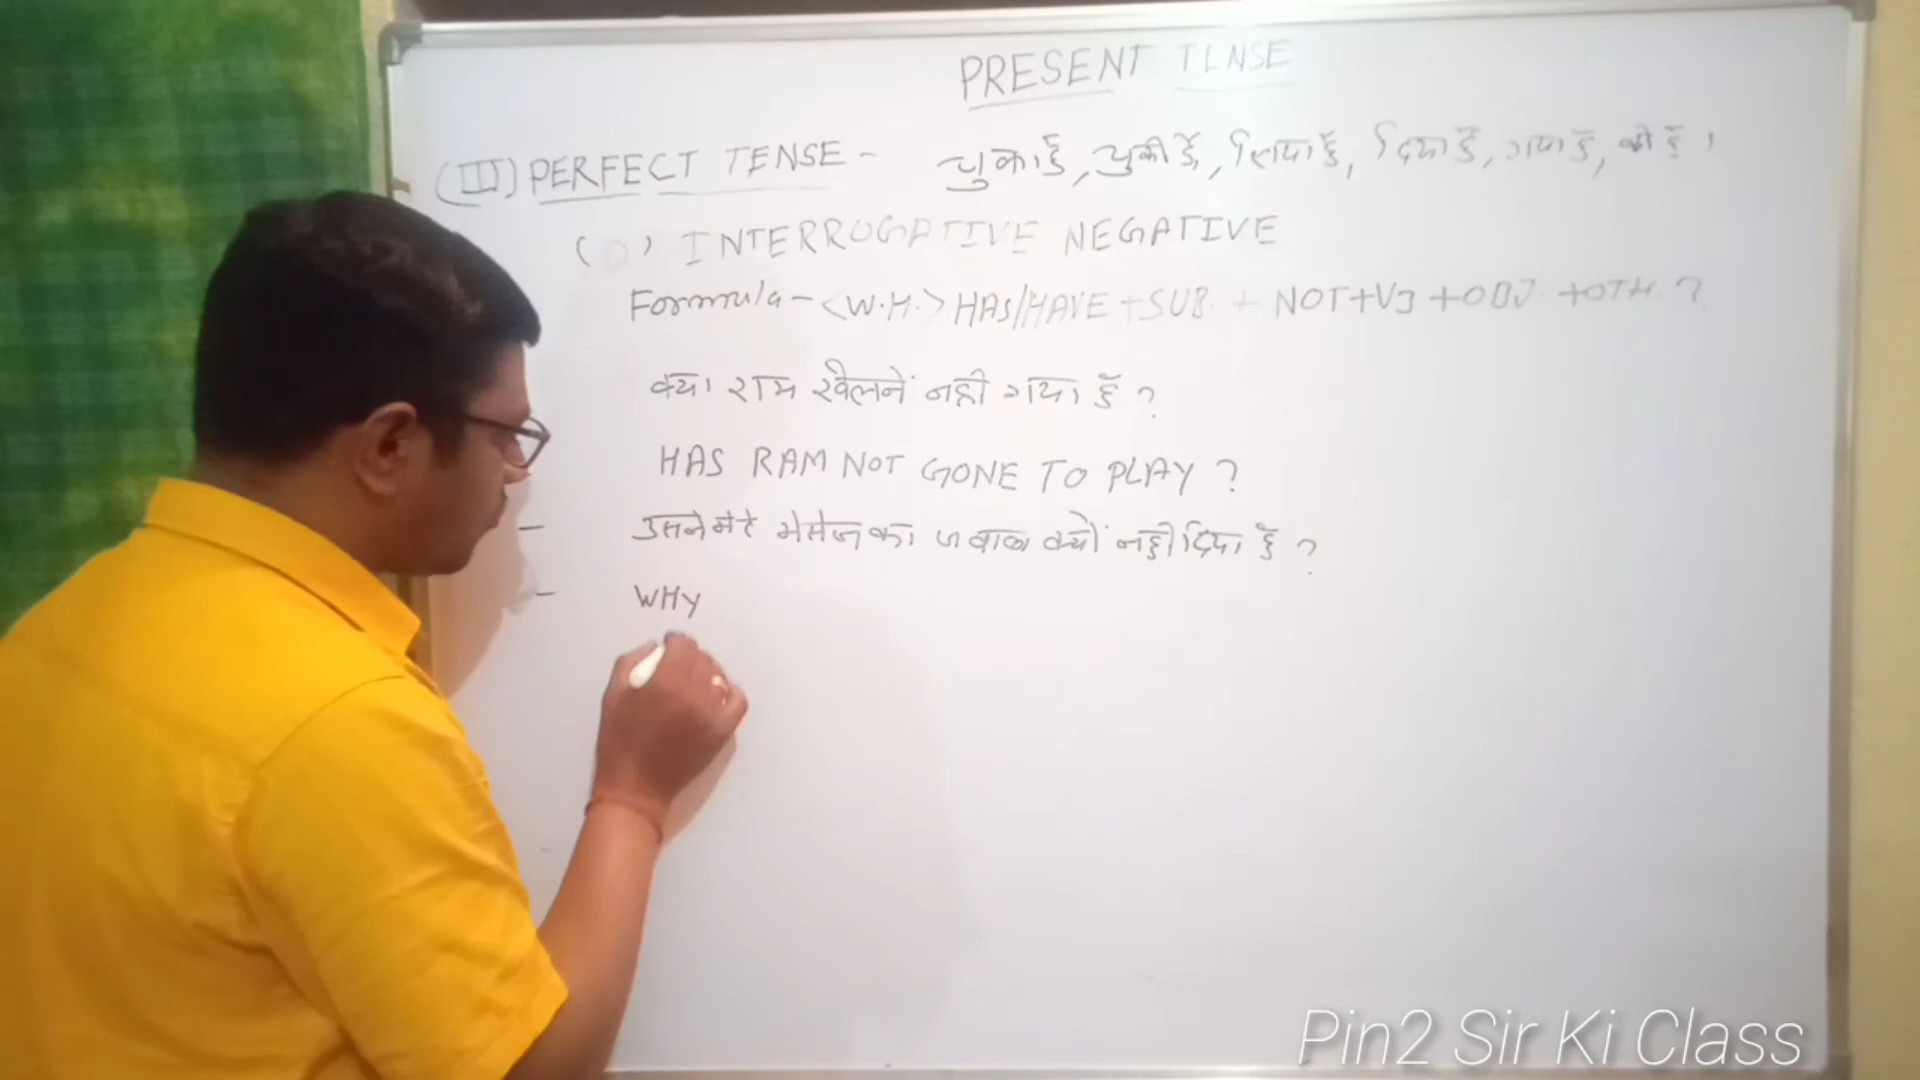 PRESENT TENSE
(III) PERFECT TENSE - चुका है, चुकी है, लिया है, दिया है, गया है, की है ।
(D) INTERROGATIVE NEGATIVE
Formula - <W.H.> HAS/HAVE + SUB. + NOT + V3 + OBJ. + OTH. ?
क्या राम खेलने नही गया है ?
HAS RAM NOT GONE TO PLAY ?
- उसने मेरे मेसेज का जवाब क्यों नही दिया है ?
- WHY
Pin2 Sir Ki Class